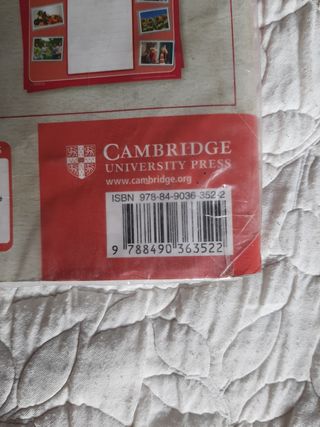 CAMBRIDGE
UNIVERSITY PRESS
www.cambridge.org
ISBN 978-84-9036-352-2
9 788490 363522